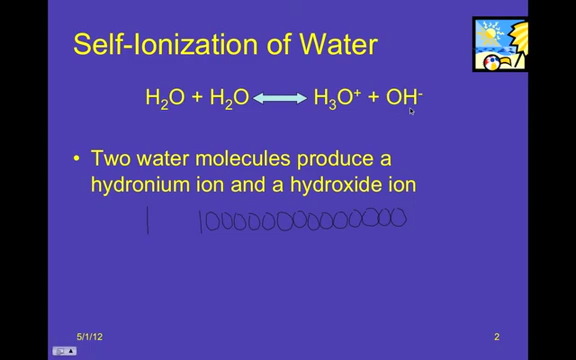 Self-Ionization of Water
H₂O + H₂O ⟷ H₃O⁺ + OH⁻
• Two water molecules produce a
hydronium ion and a hydroxide ion
1 100000000000000
5/1/12 2